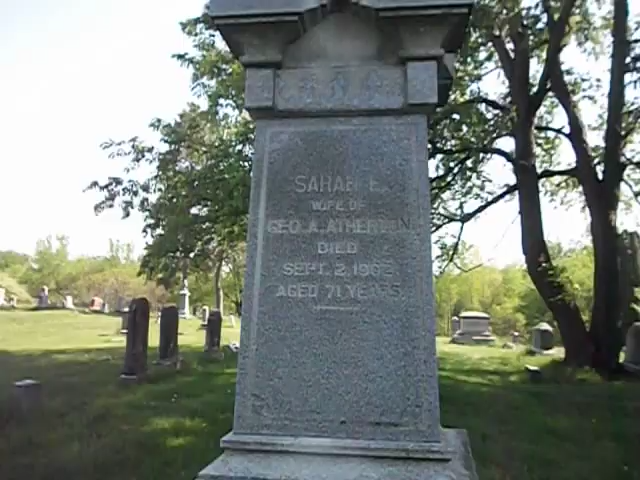 SARAH E.
WIFE OF
GEO. A. ATHERTON
DIED
SEPT. 2, 1902
AGED 71 YEARS.